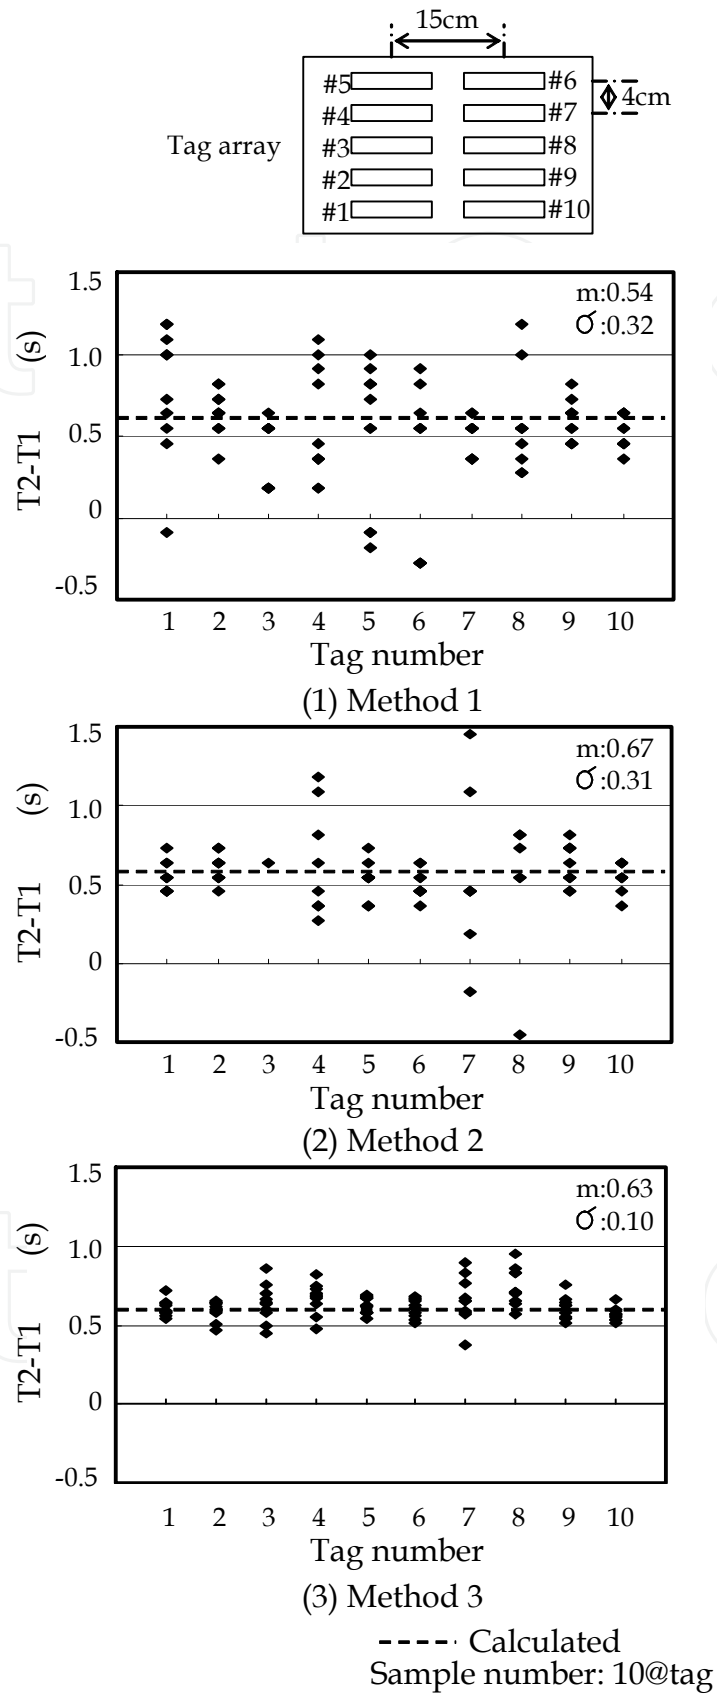 15cm
#5 #6
4cm
#4 #7
Tag array #3 #8
#2 #9
#1 #10
1.5
m:0.54
σ:0.32
(s)
1.0
T2-T1
0.5
0
-0.5
1 2 3 4 5 6 7 8 9 10
Tag number
(1) Method 1
1.5
m:0.67
σ:0.31
(s)
1.0
T2-T1
0.5
0
-0.5
1 2 3 4 5 6 7 8 9 10
Tag number
(2) Method 2
1.5
m:0.63
σ:0.10
(s)
1.0
T2-T1
0.5
0
-0.5
1 2 3 4 5 6 7 8 9 10
Tag number
(3) Method 3
Calculated
Sample number: 10@tag